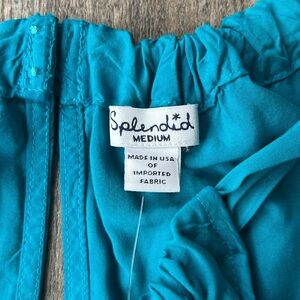 Splendid
MEDIUM
MADE IN USA
OF
IMPORTED
FABRIC